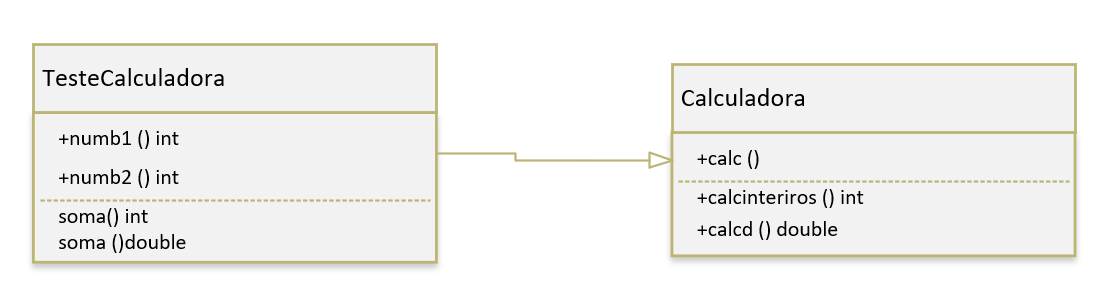 TesteCalculadora
+numb1 () int
+numb2 () int
soma() int
soma ()double
Calculadora
+calc ()
+calcinteriros () int
+calcd () double